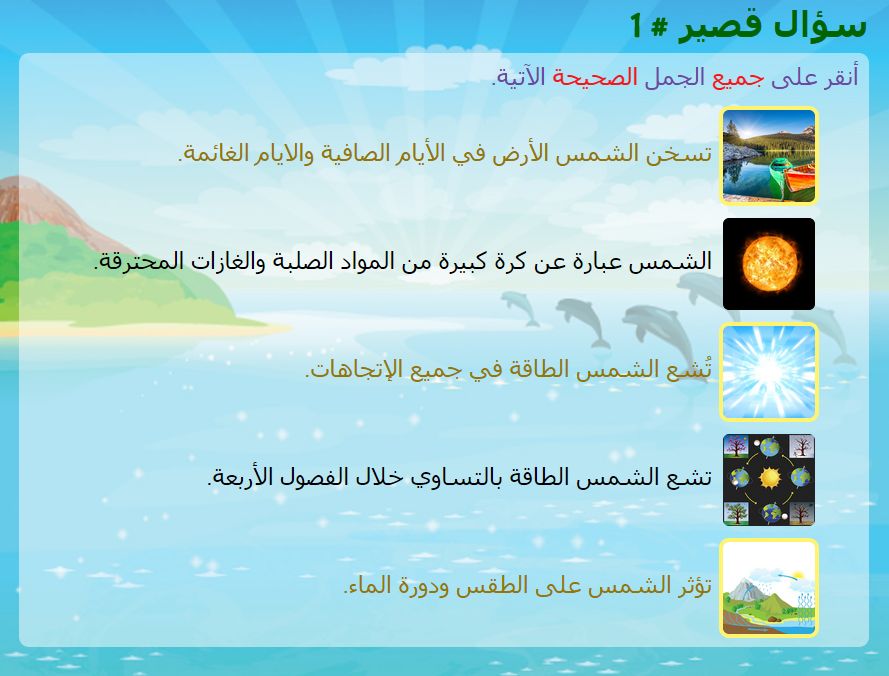 سؤال قصير # 1
أنقر على جميع الجمل الصحيحة الآتية.
تسخن الشمس الأرض في الأيام الصافية والايام الغائمة.
الشمس عبارة عن كرة كبيرة من المواد الصلبة والغازات المحترقة.
تُشع الشمس الطاقة في جميع الإتجاهات.
تشع الشمس الطاقة بالتساوي خلال الفصول الأربعة.
تؤثر الشمس على الطقس ودورة الماء.